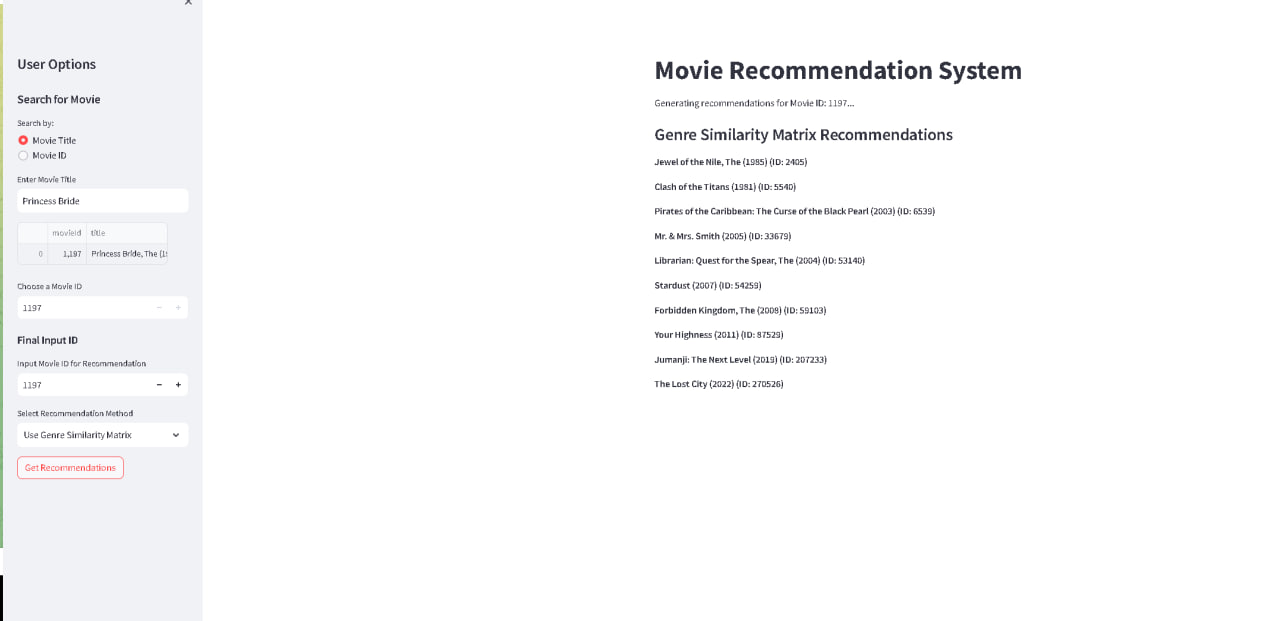 User Options
Search for Movie
Search by:
Movie Title
Movie ID
Enter Movie Title
Princess Bride
movieId title
0 1,197 Princess Bride, The (19
Choose a Movie ID
1197
Final Input ID
Input Movie ID for Recommendation
1197
Select Recommendation Method
Use Genre Similarity Matrix
Get Recommendations
Movie Recommendation System
Generating recommendations for Movie ID: 1197...
Genre Similarity Matrix Recommendations
Jewel of the Nile, The (1985) (ID: 2405)
Clash of the Titans (1981) (ID: 5540)
Pirates of the Caribbean: The Curse of the Black Pearl (2003) (ID: 6539)
Mr. & Mrs. Smith (2005) (ID: 33679)
Librarian: Quest for the Spear, The (2004) (ID: 53140)
Stardust (2007) (ID: 54259)
Forbidden Kingdom, The (2008) (ID: 59103)
Your Highness (2011) (ID: 87529)
Jumanji: The Next Level (2019) (ID: 207233)
The Lost City (2022) (ID: 270526)